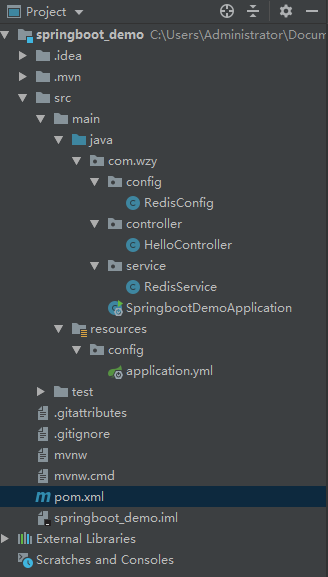 Project
springboot_demo C:\Users\Administrator\Docum
.idea
.mvn
src
main
java
com.wzy
config
RedisConfig
controller
HelloController
service
RedisService
SpringbootDemoApplication
resources
config
application.yml
test
.gitattributes
.gitignore
mvnw
mvnw.cmd
pom.xml
springboot_demo.iml
External Libraries
Scratches and Consoles